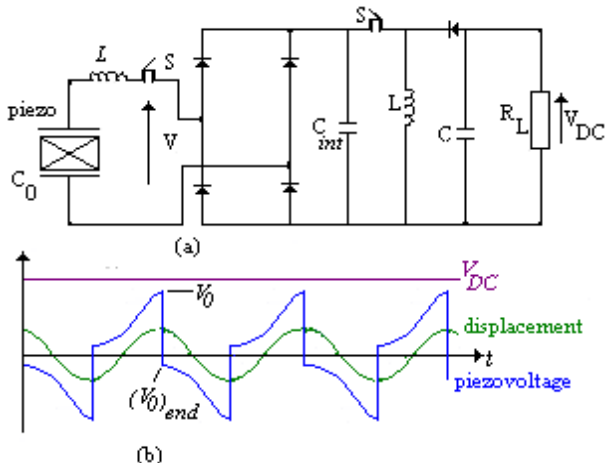 L
S
S
piezo
C0
V
Cint
L
C
RL
VDC
(a)
VDC
V0
displacement
t
(V0)end
piezovoltage
(b)